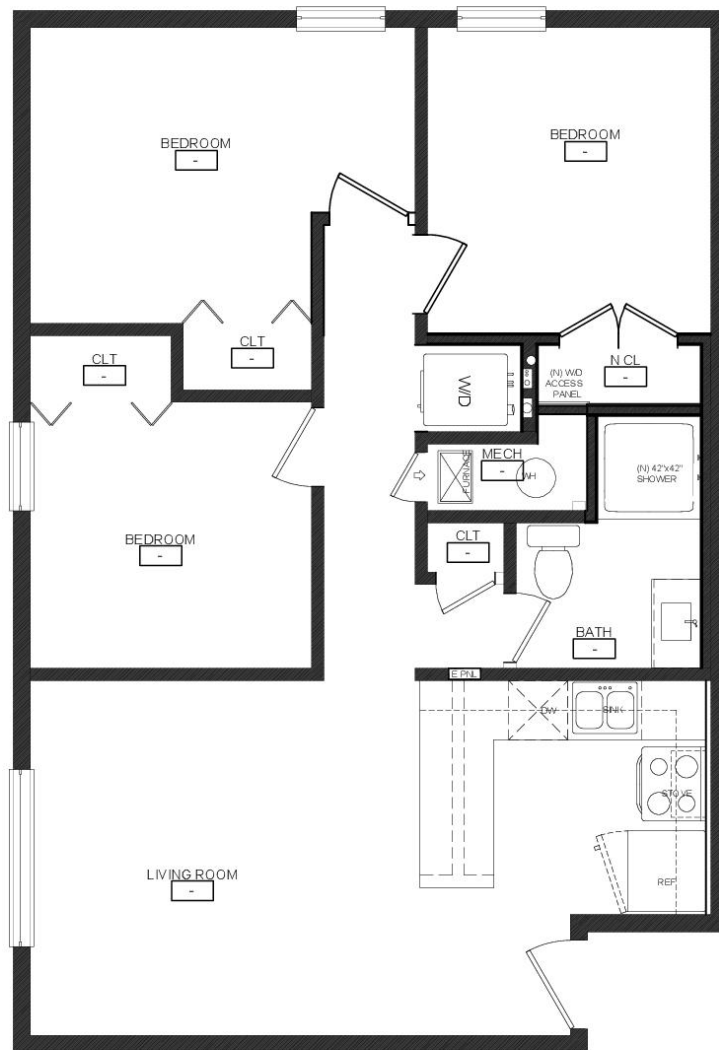 BEDROOM
-
BEDROOM
-
CLT
-
N CL
-
(N) W/D
ACCESS
PANEL
CLT
-
W/D
MECH
-
FURNACE
WH
(N) 42"x42"
SHOWER
BEDROOM
-
CLT
-
BATH
-
E PNL
DW
SINK
STOVE
REF
LIVING ROOM
-